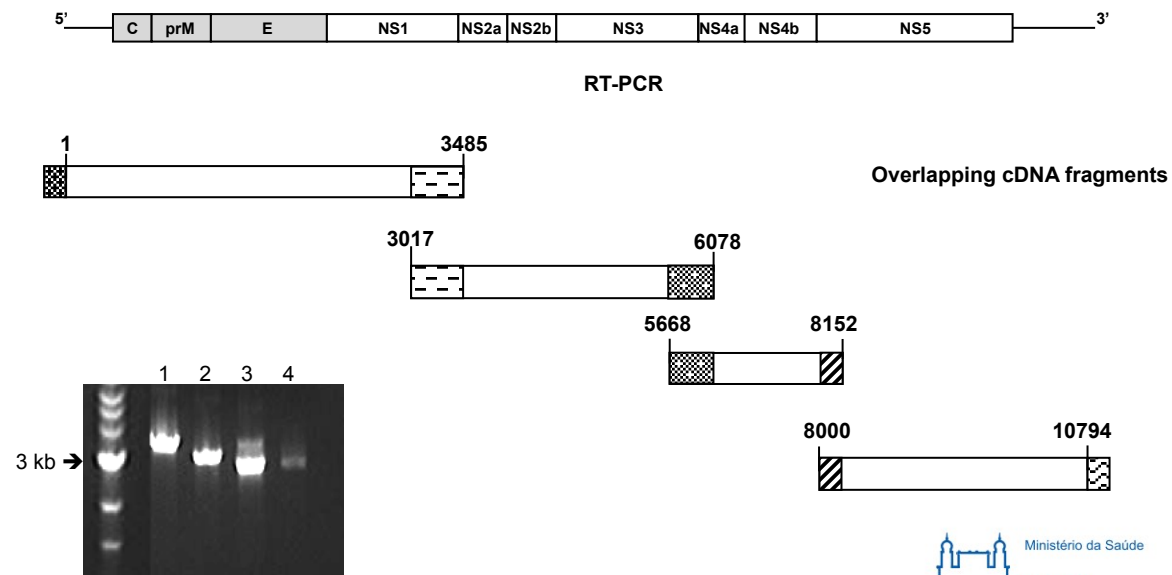 5’ C prM E NS1 NS2a NS2b NS3 NS4a NS4b NS5 3’
RT-PCR
1 3485
Overlapping cDNA fragments
3017 6078
5668 8152
1 2 3 4
8000 10794
3 kb ➔
Ministério da Saúde